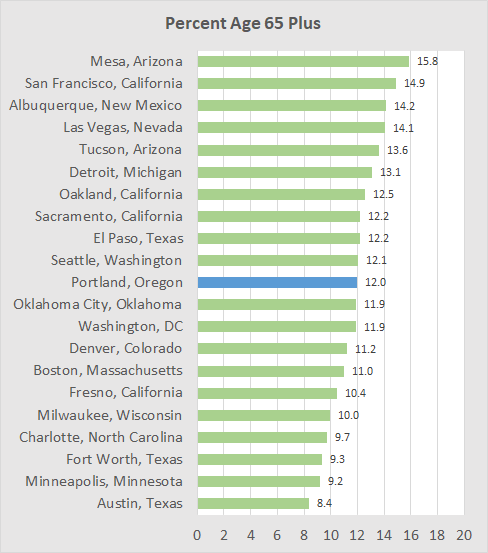 Percent Age 65 Plus
Mesa, Arizona 15.8
San Francisco, California 14.9
Albuquerque, New Mexico 14.2
Las Vegas, Nevada 14.1
Tucson, Arizona 13.6
Detroit, Michigan 13.1
Oakland, California 12.5
Sacramento, California 12.2
El Paso, Texas 12.2
Seattle, Washington 12.1
Portland, Oregon 12.0
Oklahoma City, Oklahoma 11.9
Washington, DC 11.9
Denver, Colorado 11.2
Boston, Massachusetts 11.0
Fresno, California 10.4
Milwaukee, Wisconsin 10.0
Charlotte, North Carolina 9.7
Fort Worth, Texas 9.3
Minneapolis, Minnesota 9.2
Austin, Texas 8.4
0 2 4 6 8 10 12 14 16 18 20